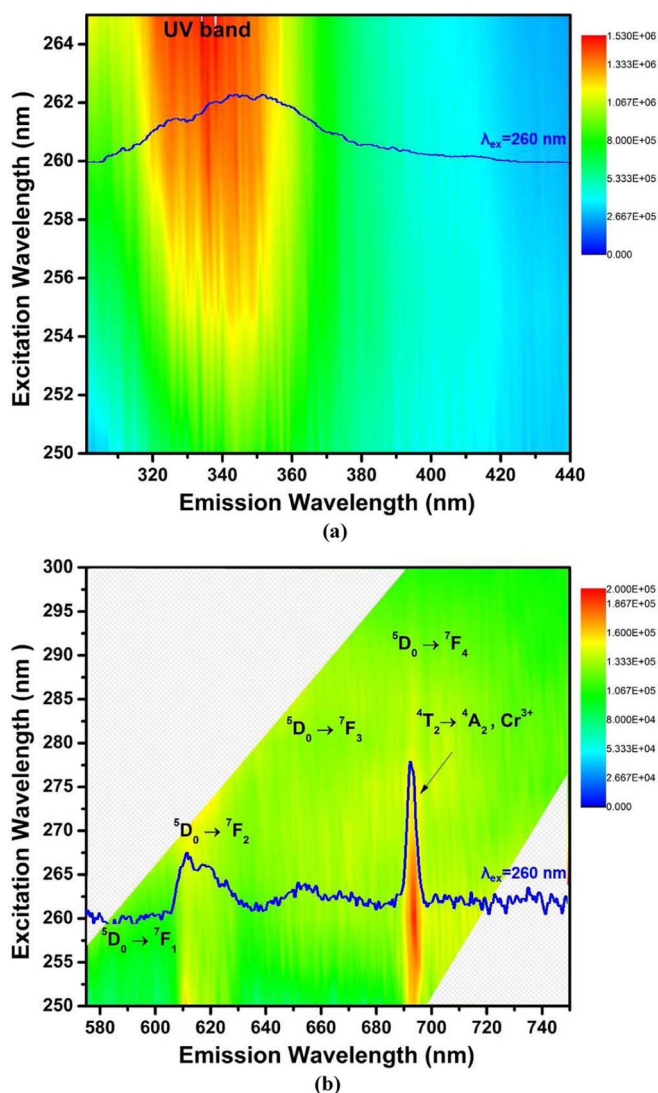 UV band
264
262
260
258
256
254
252
250
Excitation Wavelength (nm)
λex=260 nm
320 340 360 380 400 420 440
Emission Wavelength (nm)
1.530E+06
1.333E+06
1.067E+06
8.000E+05
5.333E+05
2.667E+05
0.000
(a)
300
295
290
285
280
275
270
265
260
255
250
Excitation Wavelength (nm )
⁵D₀ → ⁷F₄
⁴T₂→ ⁴A₂ , Cr³⁺
⁵D₀ → ⁷F₃
⁵D₀ → ⁷F₂
λex=260 nm
⁵D₀ → ⁷F₁
580 600 620 640 660 680 700 720 740
Emission Wavelength (nm)
2.000E+05
1.867E+05
1.600E+05
1.333E+05
1.067E+05
8.000E+04
5.334E+04
2.667E+04
0.000
(b)